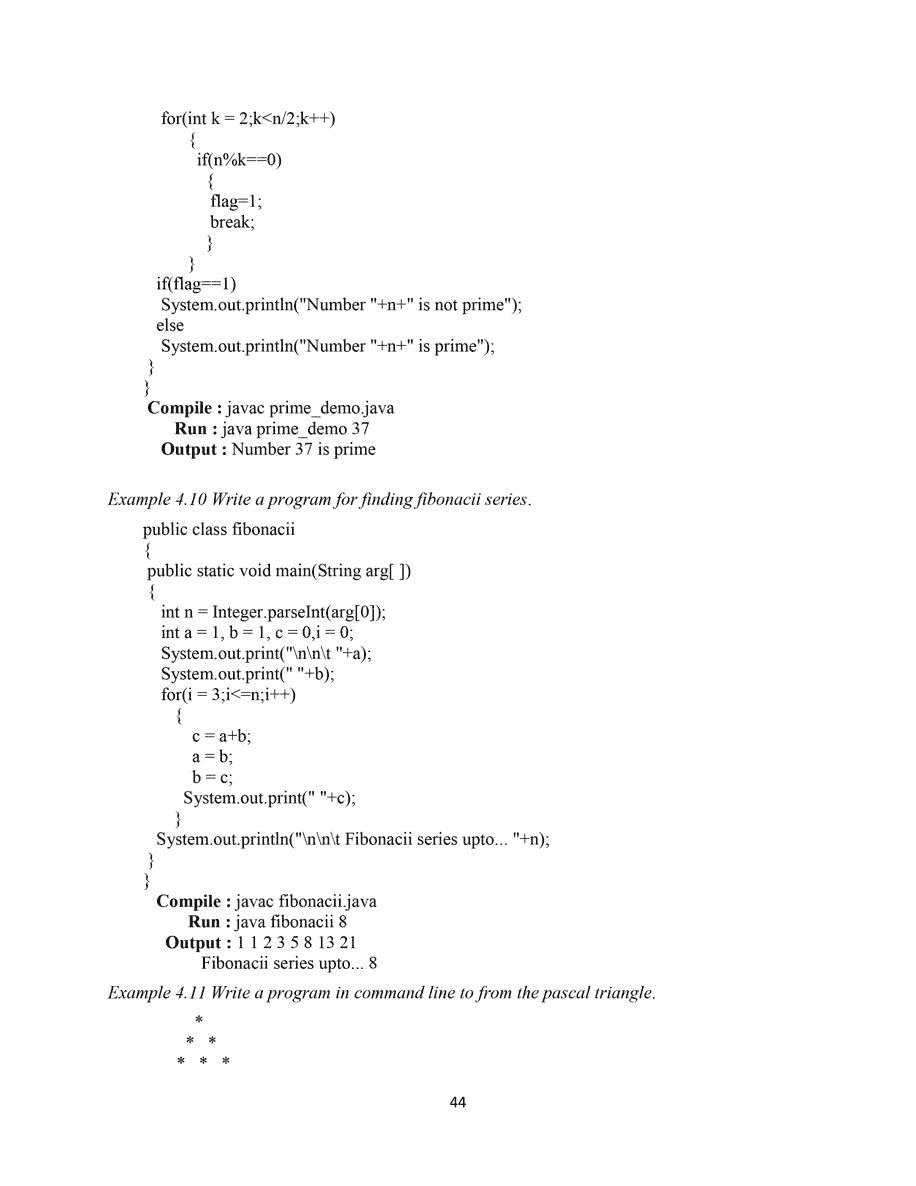 for(int k = 2;k<n/2;k++)
{
if(n%k==0)
{
flag=1;
break;
}
}
if(flag==1)
System.out.println("Number "+n+" is not prime");
else
System.out.println("Number "+n+" is prime");
}
}
Compile : javac prime_demo.java
Run : java prime_demo 37
Output : Number 37 is prime
Example 4.10 Write a program for finding fibonacii series.
public class fibonacii
{
public static void main(String arg[ ])
{
int n = Integer.parseInt(arg[0]);
int a = 1, b = 1, c = 0,i = 0;
System.out.print("\n\n\t "+a);
System.out.print(" "+b);
for(i = 3;i<=n;i++)
{
c = a+b;
a = b;
b = c;
System.out.print(" "+c);
}
System.out.println("\n\n\t Fibonacii series upto... "+n);
}
}
Compile : javac fibonacii.java
Run : java fibonacii 8
Output : 1 1 2 3 5 8 13 21
Fibonacii series upto... 8
Example 4.11 Write a program in command line to from the pascal triangle.
*
* *
* * *
44